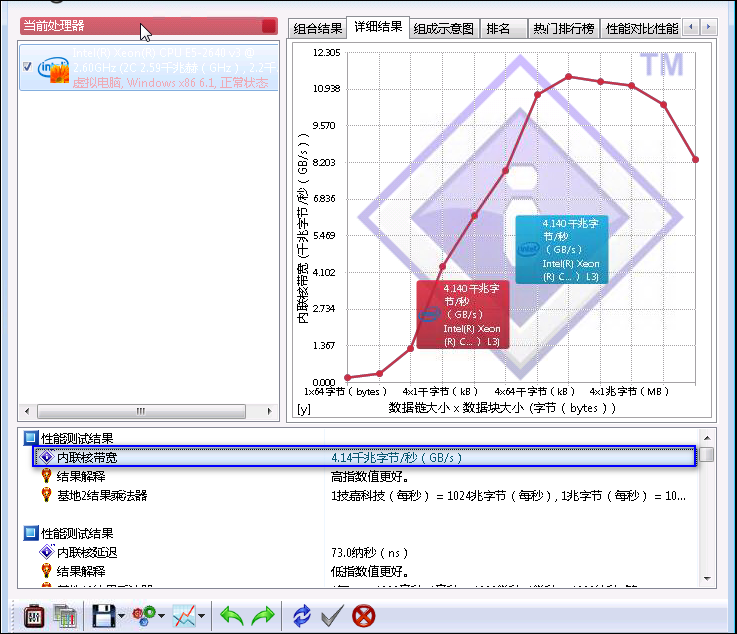 当前处理器
Intel(R) Xeon(R) CPU E5-2640 v3 @
2.60GHz (2C 2.59千兆赫（GHz）, 2.2千
虚拟电脑, Windows x86 6.1, 正常状态
组合结果 详细结果 组成示意图 排名 热门排行榜 性能对比性能
TM
内联核带宽 (千兆字节/秒（GB/s）)
12.305
10.938
9.570
8.203
6.836
5.469
4.102
2.734
1.367
0.000
4.140千兆字
节/秒
（GB/s）
Intel(R) Xeon
(R) C... ）L3)
4.140千兆字
节/秒
（GB/s）
Intel(R) Xeon
(R) C... ）L3)
1x64字节（bytes） 4x1千字节（kB） 4x64千字节（kB） 4x1兆字节（MB）
[y] 数据链大小 x 数据块大小 (字节（bytes）)
性能测试结果
内联核带宽 4.14千兆字节/秒（GB/s）
结果解释 高指数值更好。
基地2结果乘法器 1技嘉科技（每秒）= 1024兆字节（每秒）, 1兆字节（每秒）= 10...
性能测试结果
内联核延迟 73.0纳秒（ns）
结果解释 低指数值更好。